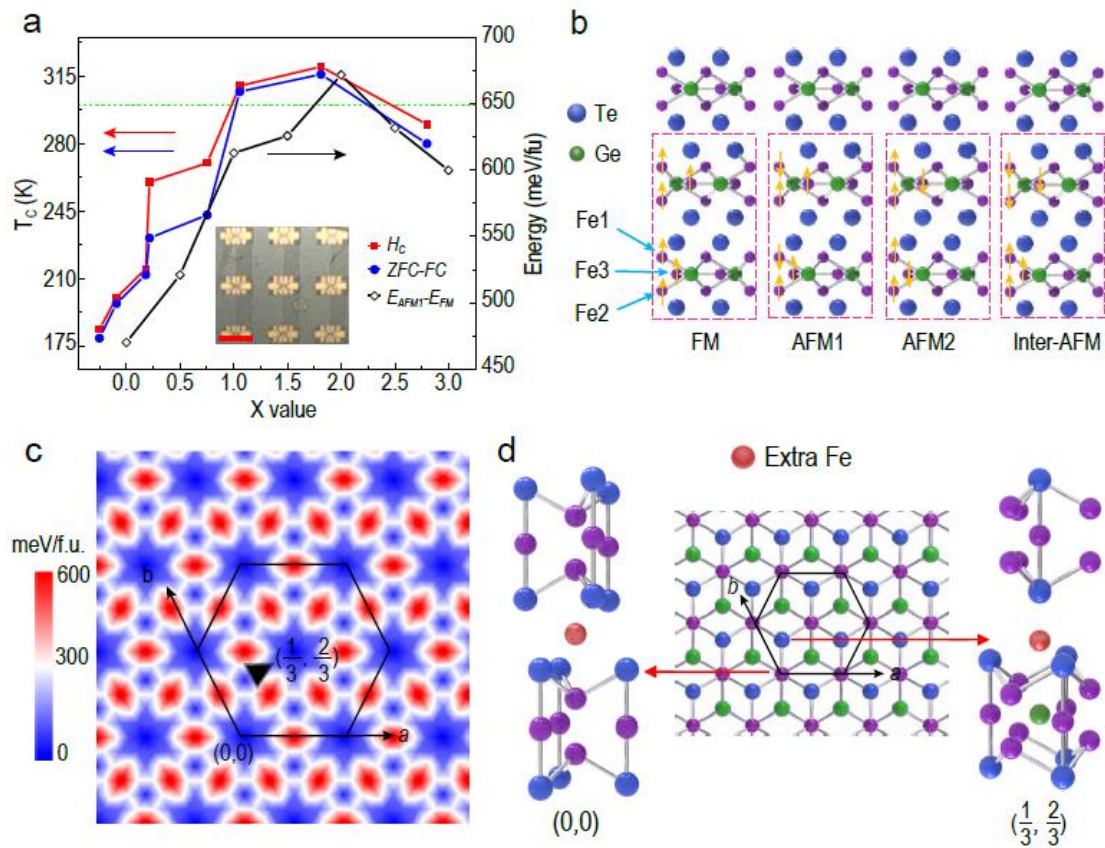 a
T_C (K)
315
280
245
210
175
0.0 0.5 1.0 1.5 2.0 2.5 3.0
X value
700
650
600
550
500
450
Energy (meV/fu)
H_C
ZFC-FC
E_AFM1-E_FM
b
Te
Ge
Fe1
Fe3
Fe2
FM AFM1 AFM2 Inter-AFM
c
meV/f.u.
600
300
0
b
(1/3, 2/3)
(0,0)
a
d
Extra Fe
b
a
(0,0)
(1/3, 2/3)